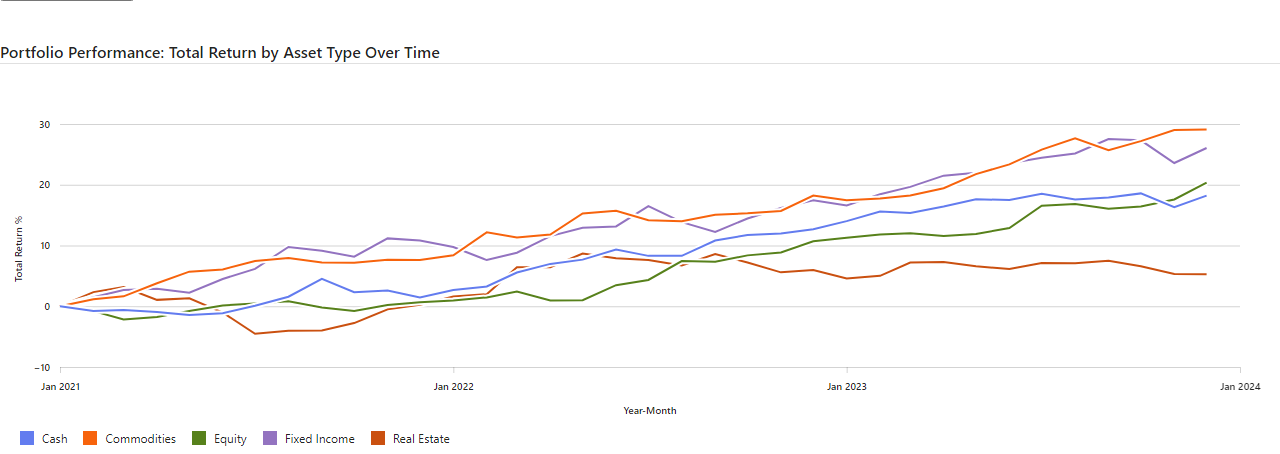 Portfolio Performance: Total Return by Asset Type Over Time
Total Return %
30
20
10
0
−10
Jan 2021
Jan 2022
Jan 2023
Jan 2024
Year-Month
Cash
Commodities
Equity
Fixed Income
Real Estate